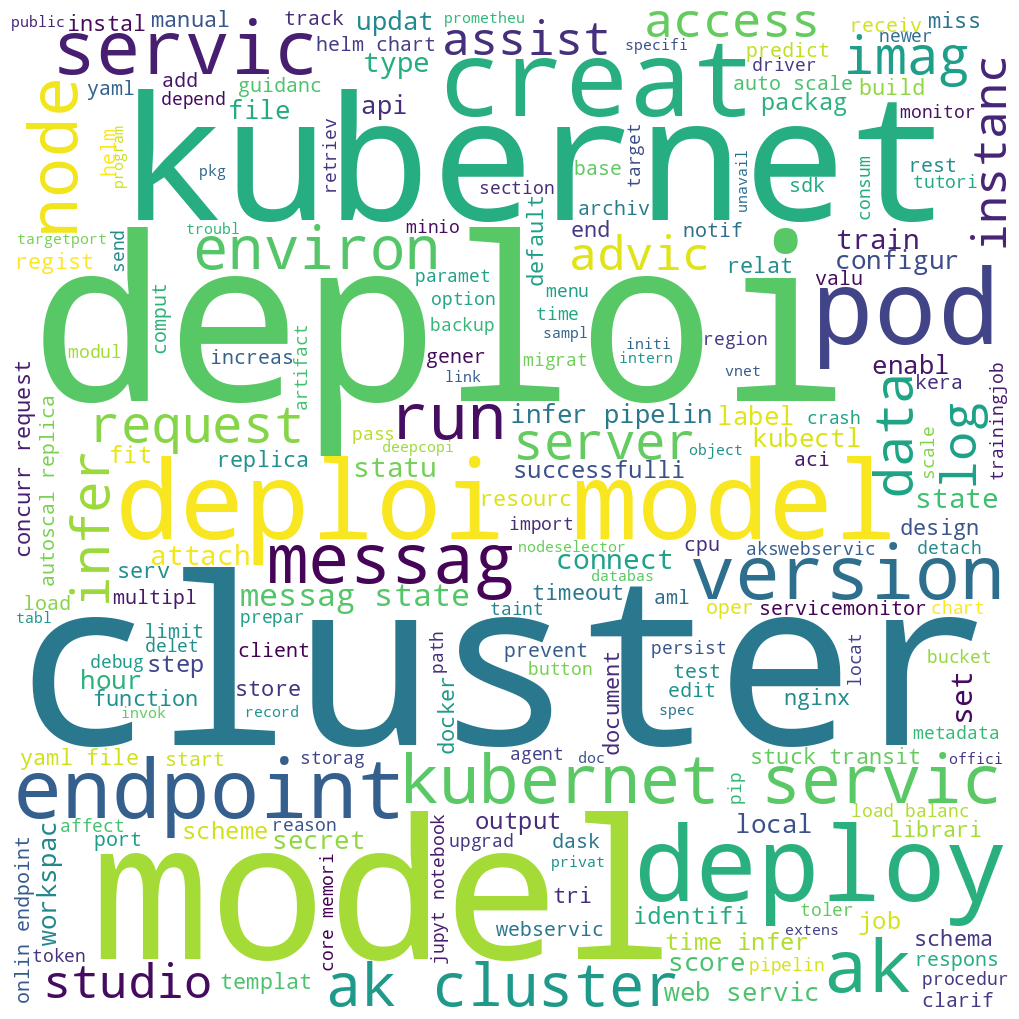 public instal manual track updat prometheu access receiv miss
servic helm chart assist specifi newer
type creat predict driver imag
yaml add guidanc file api auto scale build
depend packag monitor instanc
node helm program kubernet
pkg retriev section base target unavail sdk consum rest tutori
archiv
targetport troubl minio end notif
regist send environ default advic relat train configur
paramet valu
deploi option menu pod
comput time
modul increas artifact backup gener sampl initi region
link migrat intern vnet enabl
kera
concurr request autoscal replica request run infer pipelin label crash data log scale trainingjob
pass deepcopi server object kubectl
fit replica statu successfulli aci
infer deploi model resourc state
import design
attach messag nodeselector cpu akswebservic detach
serv connect version
load multipl messag state databas timeout aml
tabl prepar taint oper servicemonitor chart
limit
delet cluster
debug step client path prevent persist locat bucket
hour button test
function store docker document edit nginx set
invok record spec metadata
yaml file start storag agent doc stuck transit offici
endpoint kubernet servic pip
load balanc
affect scheme reason output local librari
onlin endpoint workspac port secret jupyt notebook upgrad dask deploy
model privat
core memori tri identifi toler job
webservic extens schema
token time infer ak
studio templat ak cluster score pipelin respons
web servic procedur
clarif